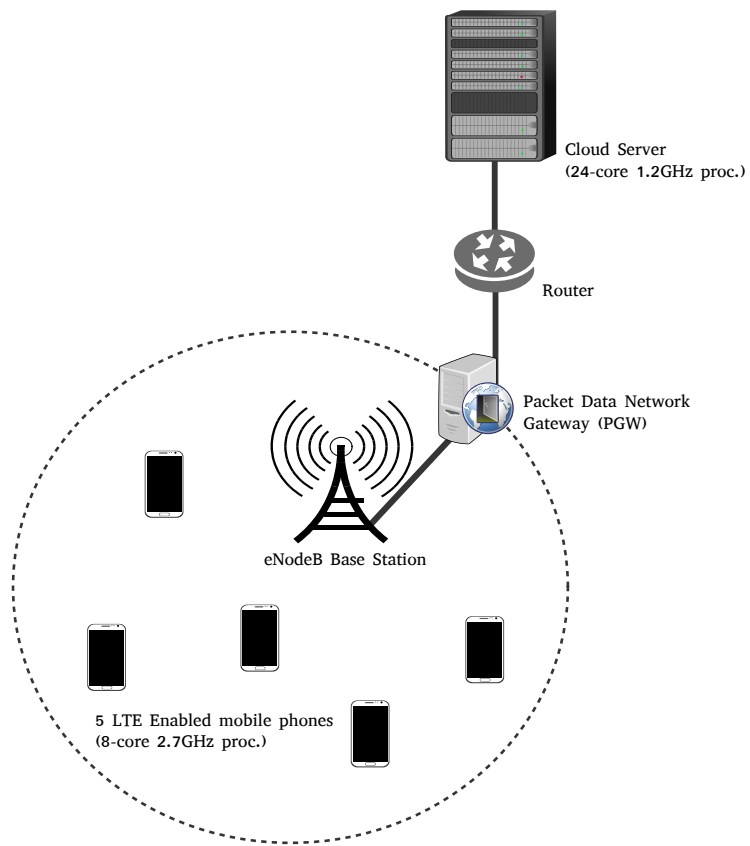 Cloud Server
(24-core 1.2GHz proc.)
Router
Packet Data Network
Gateway (PGW)
eNodeB Base Station
5 LTE Enabled mobile phones
(8-core 2.7GHz proc.)